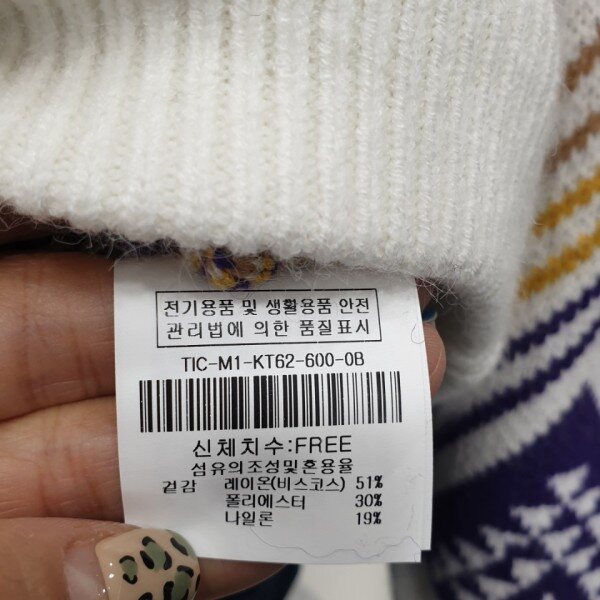 전기용품 및 생활용품 안전
관리법에 의한 품질표시
TIC-M1-KT62-600-0B
신체치수:FREE
섬유의조성및혼용율
겉감 레이온(비스코스) 51%
폴리에스터 30%
나일론 19%